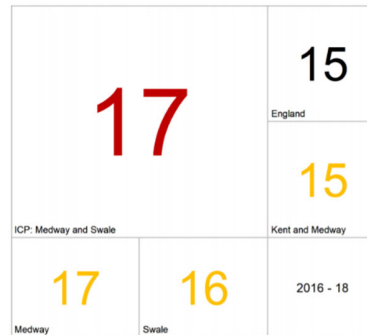 17
ICP: Medway and Swale
15
England
15
Kent and Medway
17
Medway
16
Swale
2016 - 18